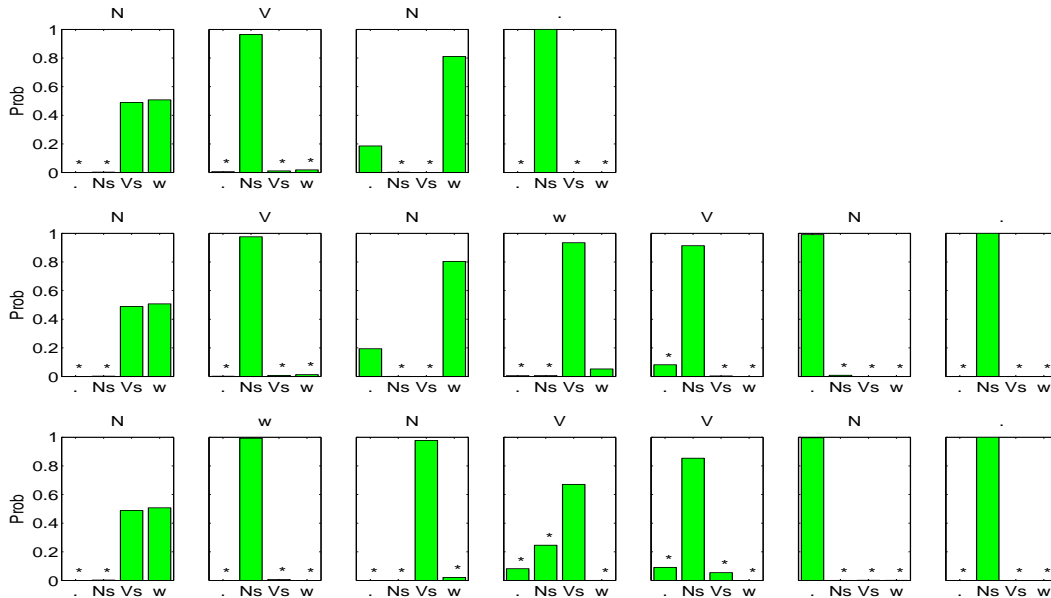 N V N .
Prob
1
0.8
0.6
0.4
0.2
0
* * * * * * * * * *
. Ns Vs w . Ns Vs w . Ns Vs w . Ns Vs w
N V N w V N .
Prob
1
0.8
0.6
0.4
0.2
0
* * * * * * * * * * * * * * * * * *
. Ns Vs w . Ns Vs w . Ns Vs w . Ns Vs w . Ns Vs w . Ns Vs w . Ns Vs w
N w N V V N .
Prob
1
0.8
0.6
0.4
0.2
0
* * * * * * * * * * * * * * * * * * * *
. Ns Vs w . Ns Vs w . Ns Vs w . Ns Vs w . Ns Vs w . Ns Vs w . Ns Vs w